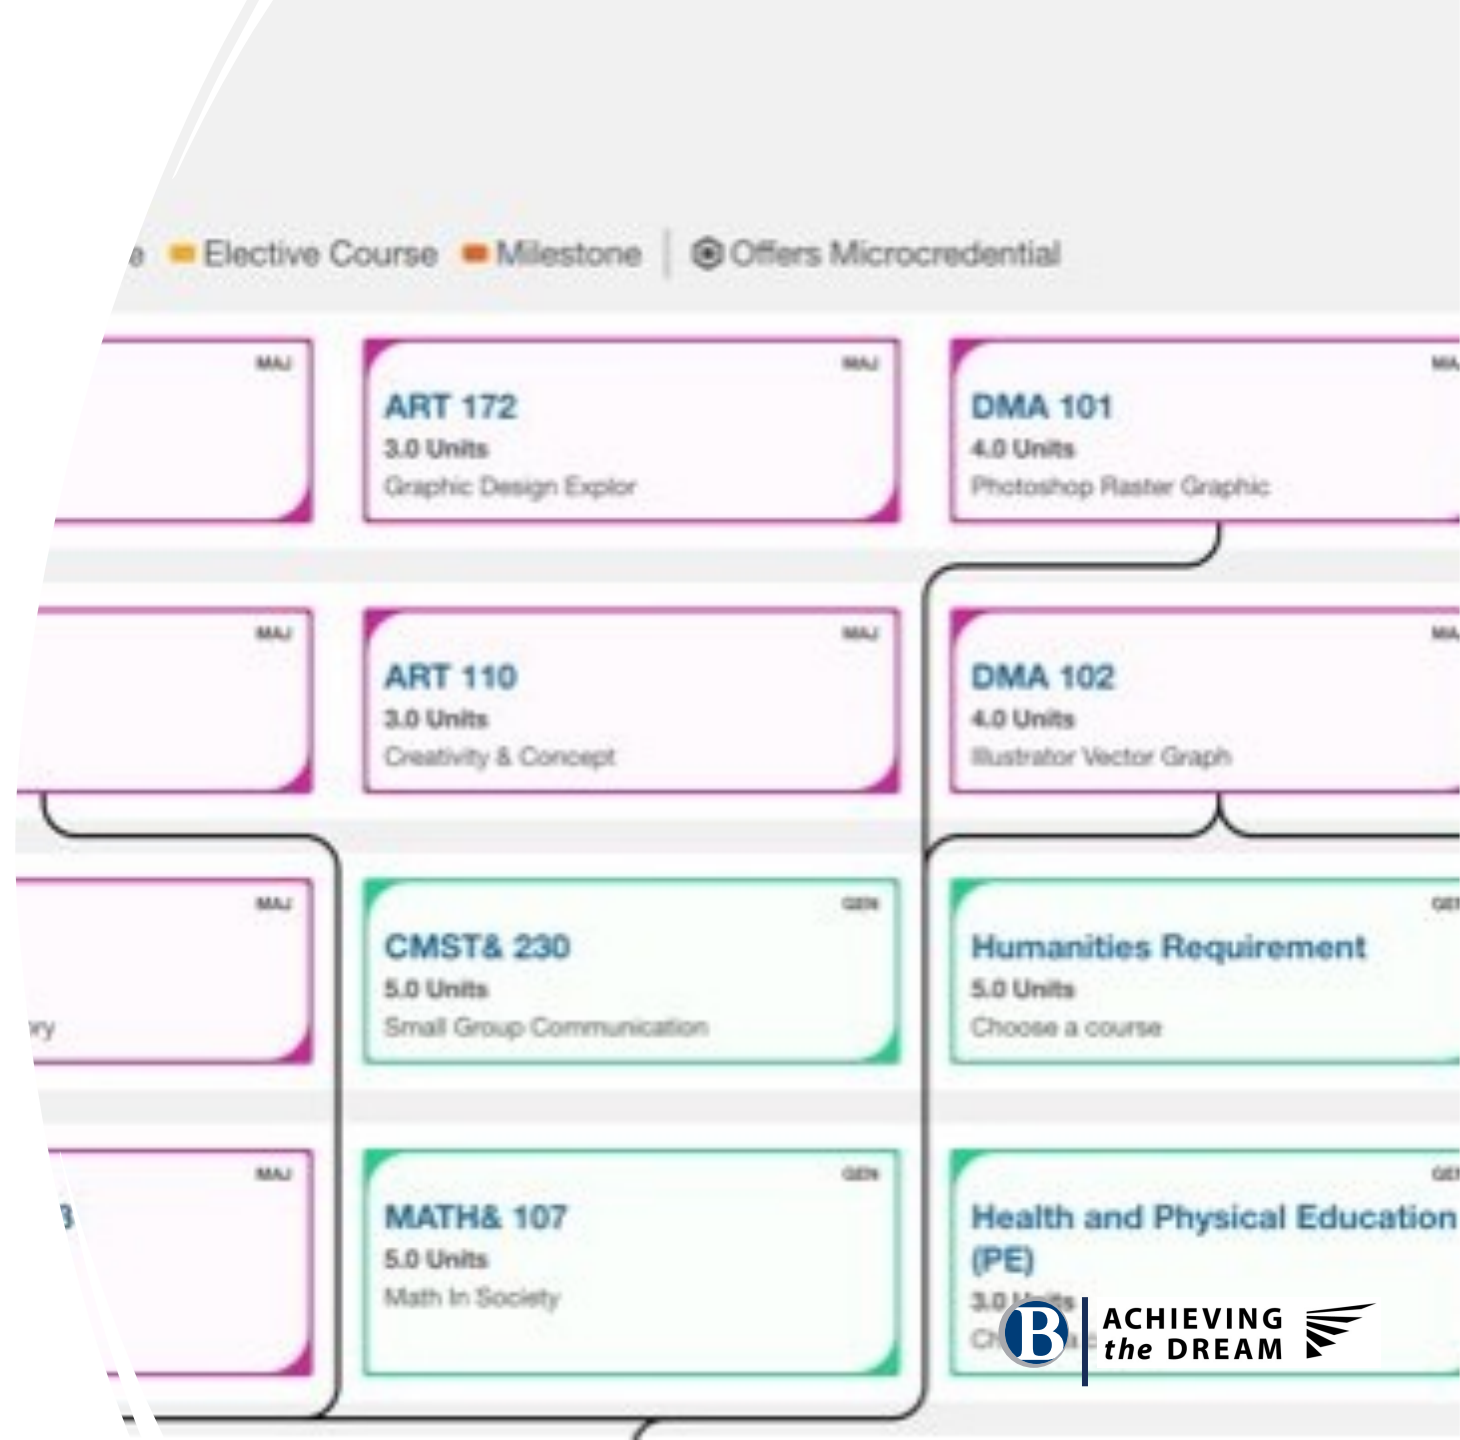 Elective Course Milestone Offers Microcredential
MAJ
ART 172
3.0 Units
Graphic Design Explor
MAJ
DMA 101
4.0 Units
Photoshop Raster Graphic
MAJ
ART 110
3.0 Units
Creativity & Concept
MAJ
DMA 102
4.0 Units
Illustrator Vector Graph
MAJ
CMST& 230
5.0 Units
Small Group Communication
GEN
Humanities Requirement
5.0 Units
Choose a course
MAJ
MATH& 107
5.0 Units
Math In Society
GEN
Health and Physical Education
(PE)
3.0
B
ACHIEVING
the DREAM